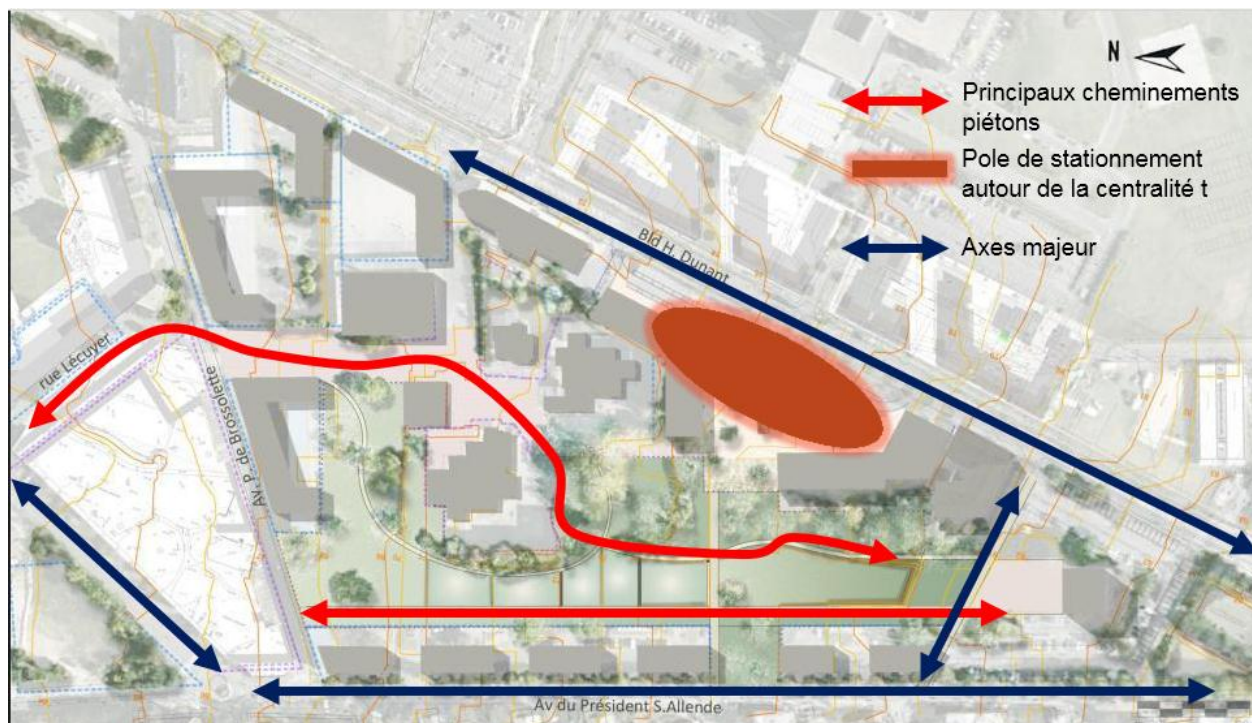 N
Principaux cheminements
piétons
Pole de stationnement
autour de la centralité t
Axes majeur
Bld H. Dunant
rue Lécuyer
Av. P. de Brossolette
Av du Président S.Allende